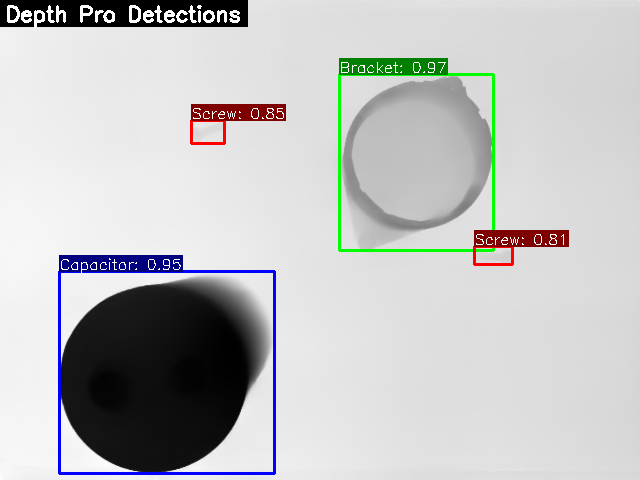 Depth Pro Detections
Bracket: 0.97
Screw: 0.85
Screw: 0.81
Capacitor: 0.95